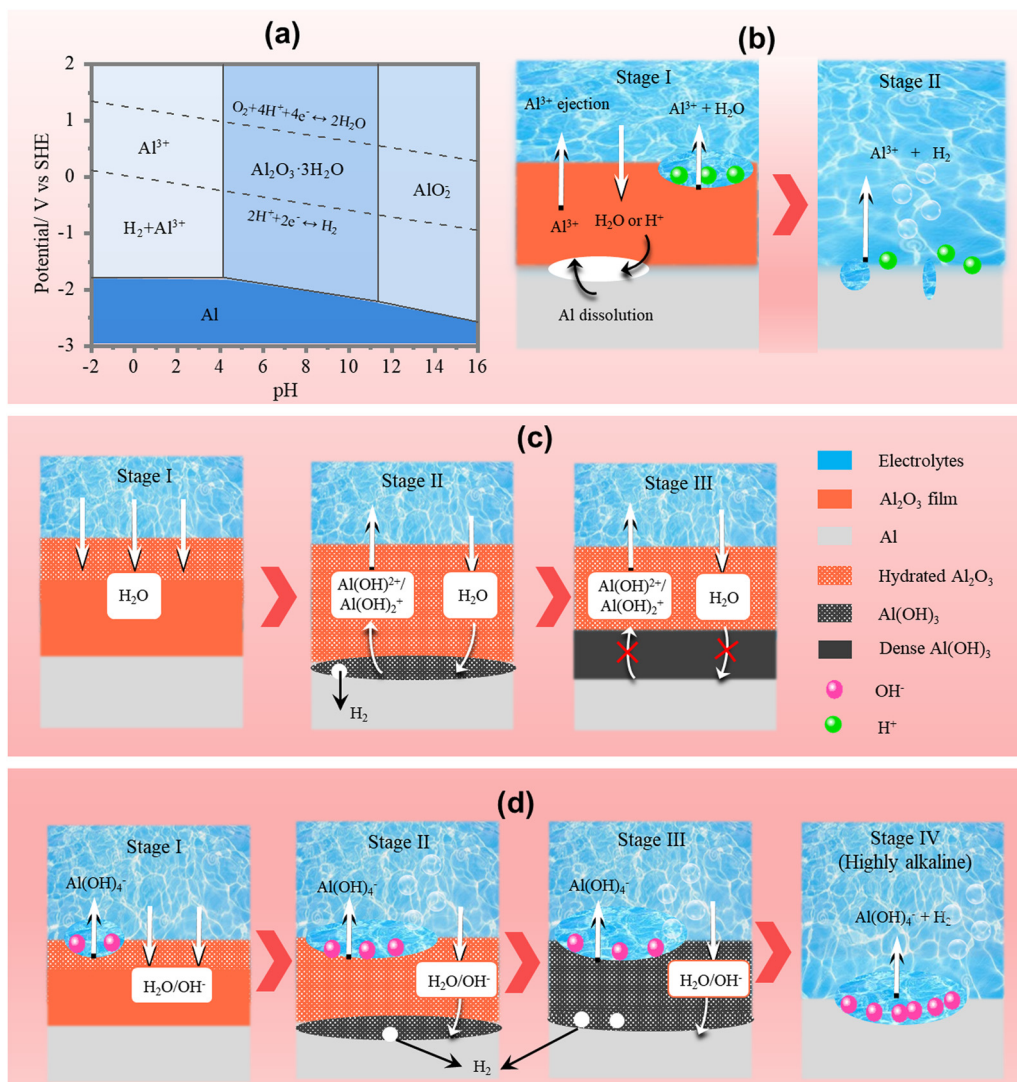 (a)
2
1
0
-1
-2
-3
Potential/ V vs SHE
O₂+4H⁺+4e⁻↔ 2H₂O
Al³⁺
Al₂O₃·3H₂O
AlO₂⁻
H₂+Al³⁺
2H⁺+2e⁻↔ H₂
Al
-2 0 2 4 6 8 10 12 14 16
pH
(b)
Stage I
Al³⁺ ejection
Al³⁺ + H₂O
Al³⁺
H₂O or H⁺
Al dissolution
Stage II
Al³⁺ + H₂
(c)
Stage I
H₂O
Stage II
Al(OH)²⁺/
Al(OH)₂⁺
H₂O
H₂
Stage III
Al(OH)²⁺/
Al(OH)₂⁺
H₂O
Electrolytes
Al₂O₃ film
Al
Hydrated Al₂O₃
Al(OH)₃
Dense Al(OH)₃
OH⁻
H⁺
(d)
Stage I
Al(OH)₄⁻
H₂O/OH⁻
Stage II
Al(OH)₄⁻
H₂O/OH⁻
H₂
Stage III
Al(OH)₄⁻
H₂O/OH⁻
Stage IV
(Highly alkaline)
Al(OH)₄⁻ + H₂